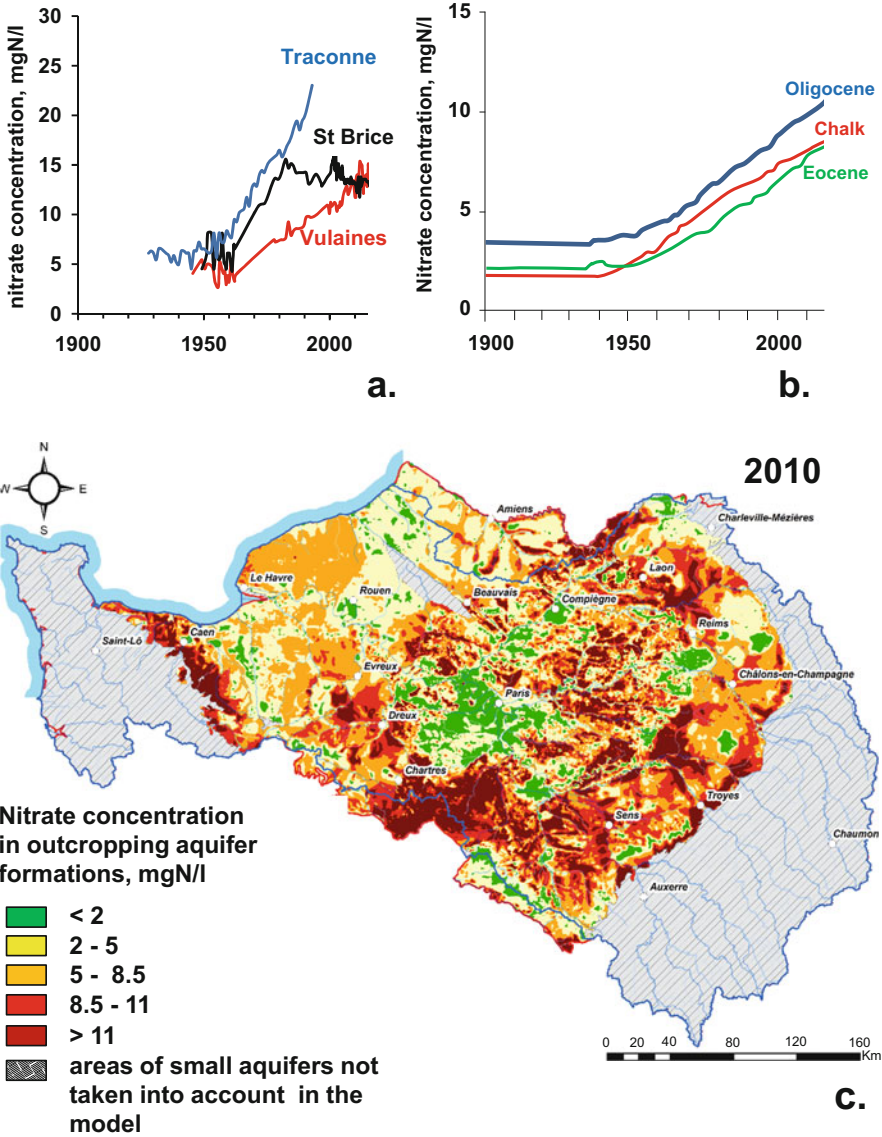 nitrate concentration, mgN/l
30
25
20
15
10
5
0
1900
1950
2000
Traconne
St Brice
Vulaines
a.
Nitrate concentration, mgN/l
15
10
5
0
1900
1950
2000
Oligocene
Chalk
Eocene
b.
N
W
E
S
2010
Amiens
Charleville-Mézières
Laon
Le Havre
Rouen
Beauvais
Compiègne
Reims
Saint-Lô
Caen
Evreux
Châlons-en-Champagne
Paris
Dreux
Chartres
Troyes
Sens
Chaumon
Auxerre
Nitrate concentration
in outcropping aquifer
formations, mgN/l
< 2
2 - 5
5 - 8.5
8.5 - 11
> 11
areas of small aquifers not
taken into account in the
model
0 20 40 80 120 160
Km
c.